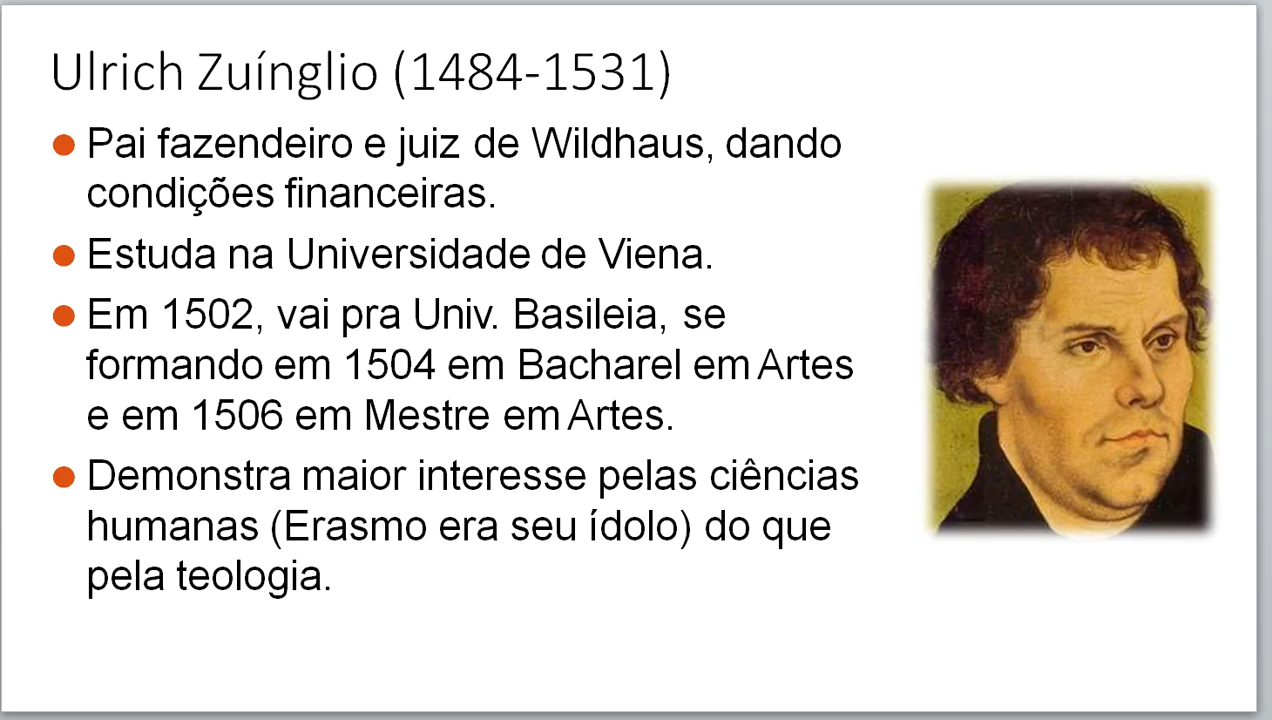 Ulrich Zuínglio (1484-1531)
Pai fazendeiro e juiz de Wildhaus, dando
condições financeiras.
Estuda na Universidade de Viena.
Em 1502, vai pra Univ. Basileia, se
formando em 1504 em Bacharel em Artes
e em 1506 em Mestre em Artes.
Demonstra maior interesse pelas ciências
humanas (Erasmo era seu ídolo) do que
pela teologia.